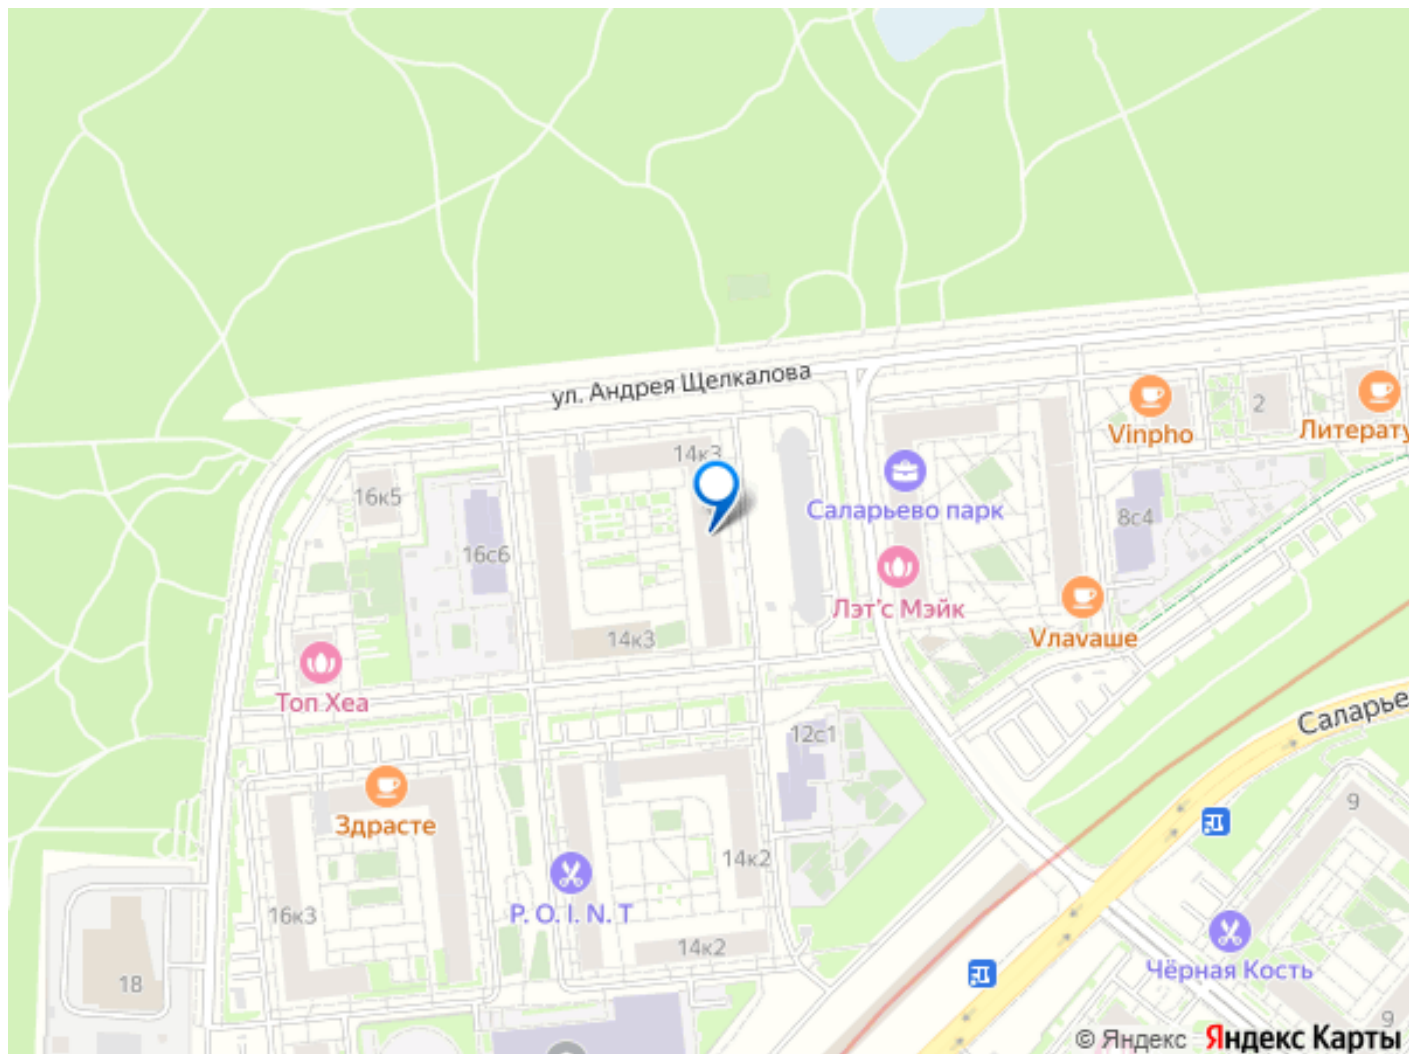 ул. Андрея Щелкалова
2
Vinpho
Литерату
14к3
16к5
Саларьево парк
8с4
16с6
Лэт'с Мэйк
14к3
Vлаvаше
Топ Хеа
12с1
Саларье
9
Здрасте
14к2
16к3
P. O. I. N. T
14к2
Чёрная Кость
18
9
© Яндекс Яндекс Карты